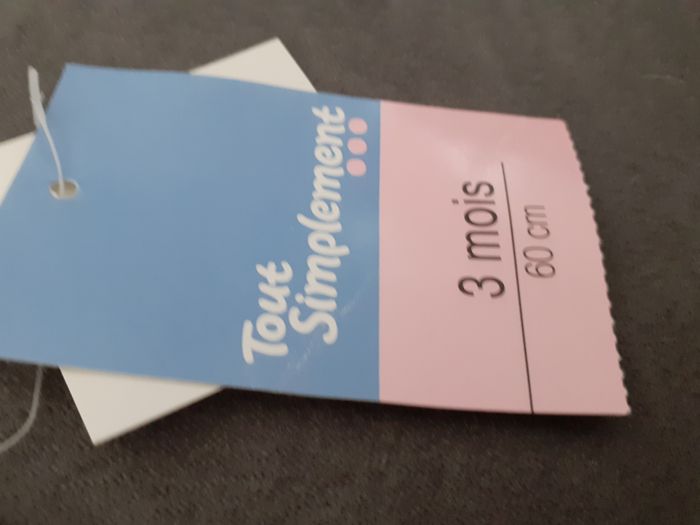 Tout
Simplement
3 mois
60 cm